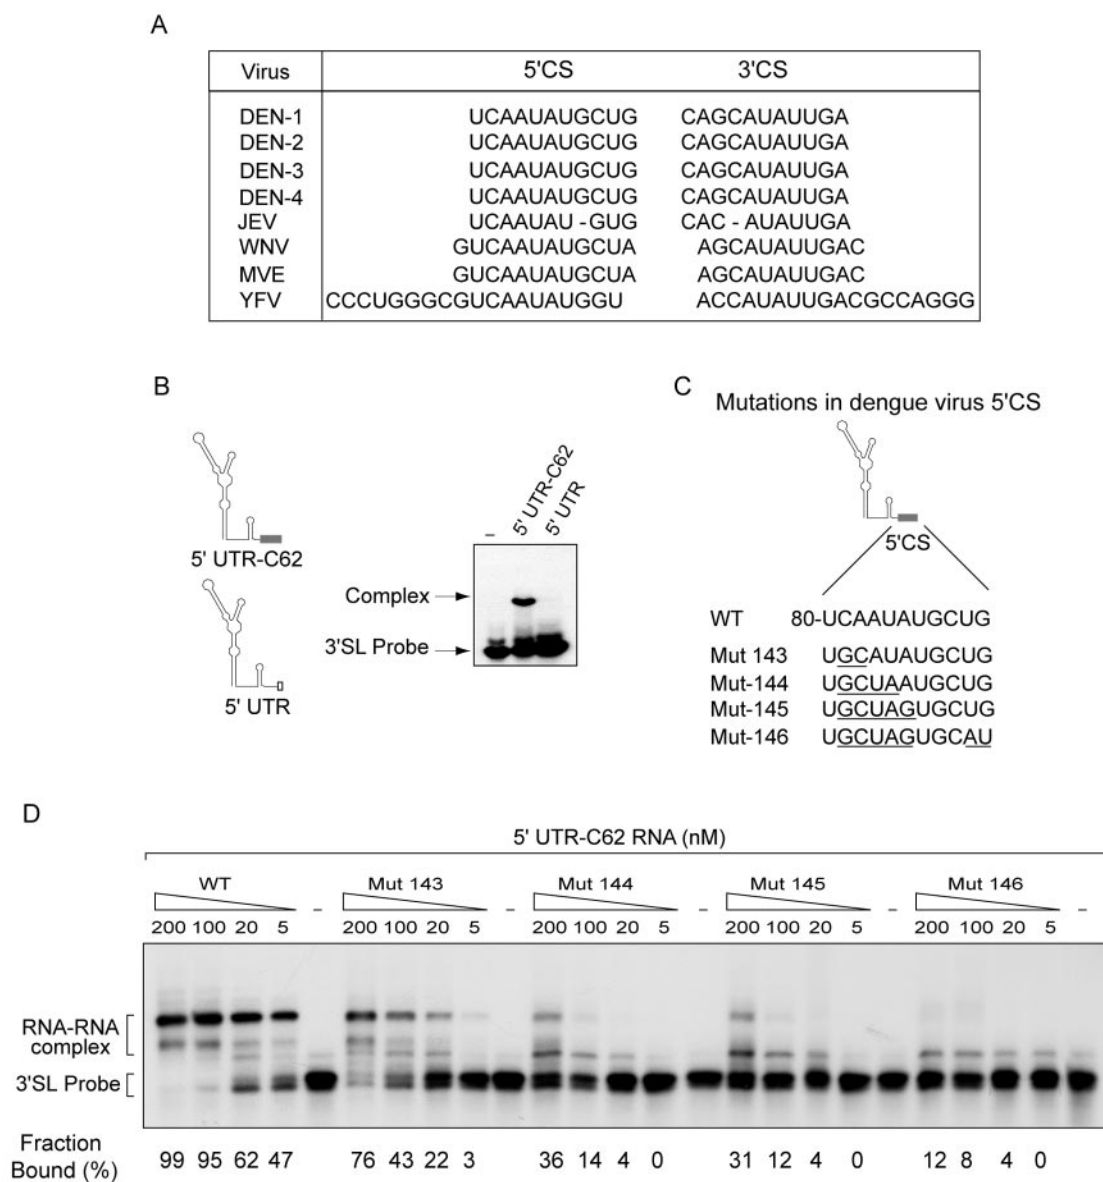 A
Virus 5'CS 3'CS
DEN-1 UCAAUAUGCUG CAGCAUAUUGA
DEN-2 UCAAUAUGCUG CAGCAUAUUGA
DEN-3 UCAAUAUGCUG CAGCAUAUUGA
DEN-4 UCAAUAUGCUG CAGCAUAUUGA
JEV UCAAUAU-GUG CAC-AUAUUGA
WNV GUCAAUAUGCUA AGCAUAUUGAC
MVE GUCAAUAUGCUA AGCAUAUUGAC
YFV CCCUGGGCGUCAAUAUGGU ACCAUAUUGACGCCAGGG
B
5' UTR-C62
5' UTR
- 5' UTR-C62 5' UTR
Complex
3'SL Probe
C
Mutations in dengue virus 5'CS
5'CS
WT 80-UCAAUAUGCUG
Mut 143 UGCAUAUGCUG
Mut-144 UGCUAAUGCUG
Mut-145 UGCUAGUGCUG
Mut-146 UGCUAGUGCAU
D
5' UTR-C62 RNA (nM)
WT Mut 143 Mut 144 Mut 145 Mut 146
200 100 20 5 - 200 100 20 5 - 200 100 20 5 - 200 100 20 5 - 200 100 20 5 -
RNA-RNA
complex
3'SL Probe
Fraction
Bound (%)
99 95 62 47 76 43 22 3 36 14 4 0 31 12 4 0 12 8 4 0